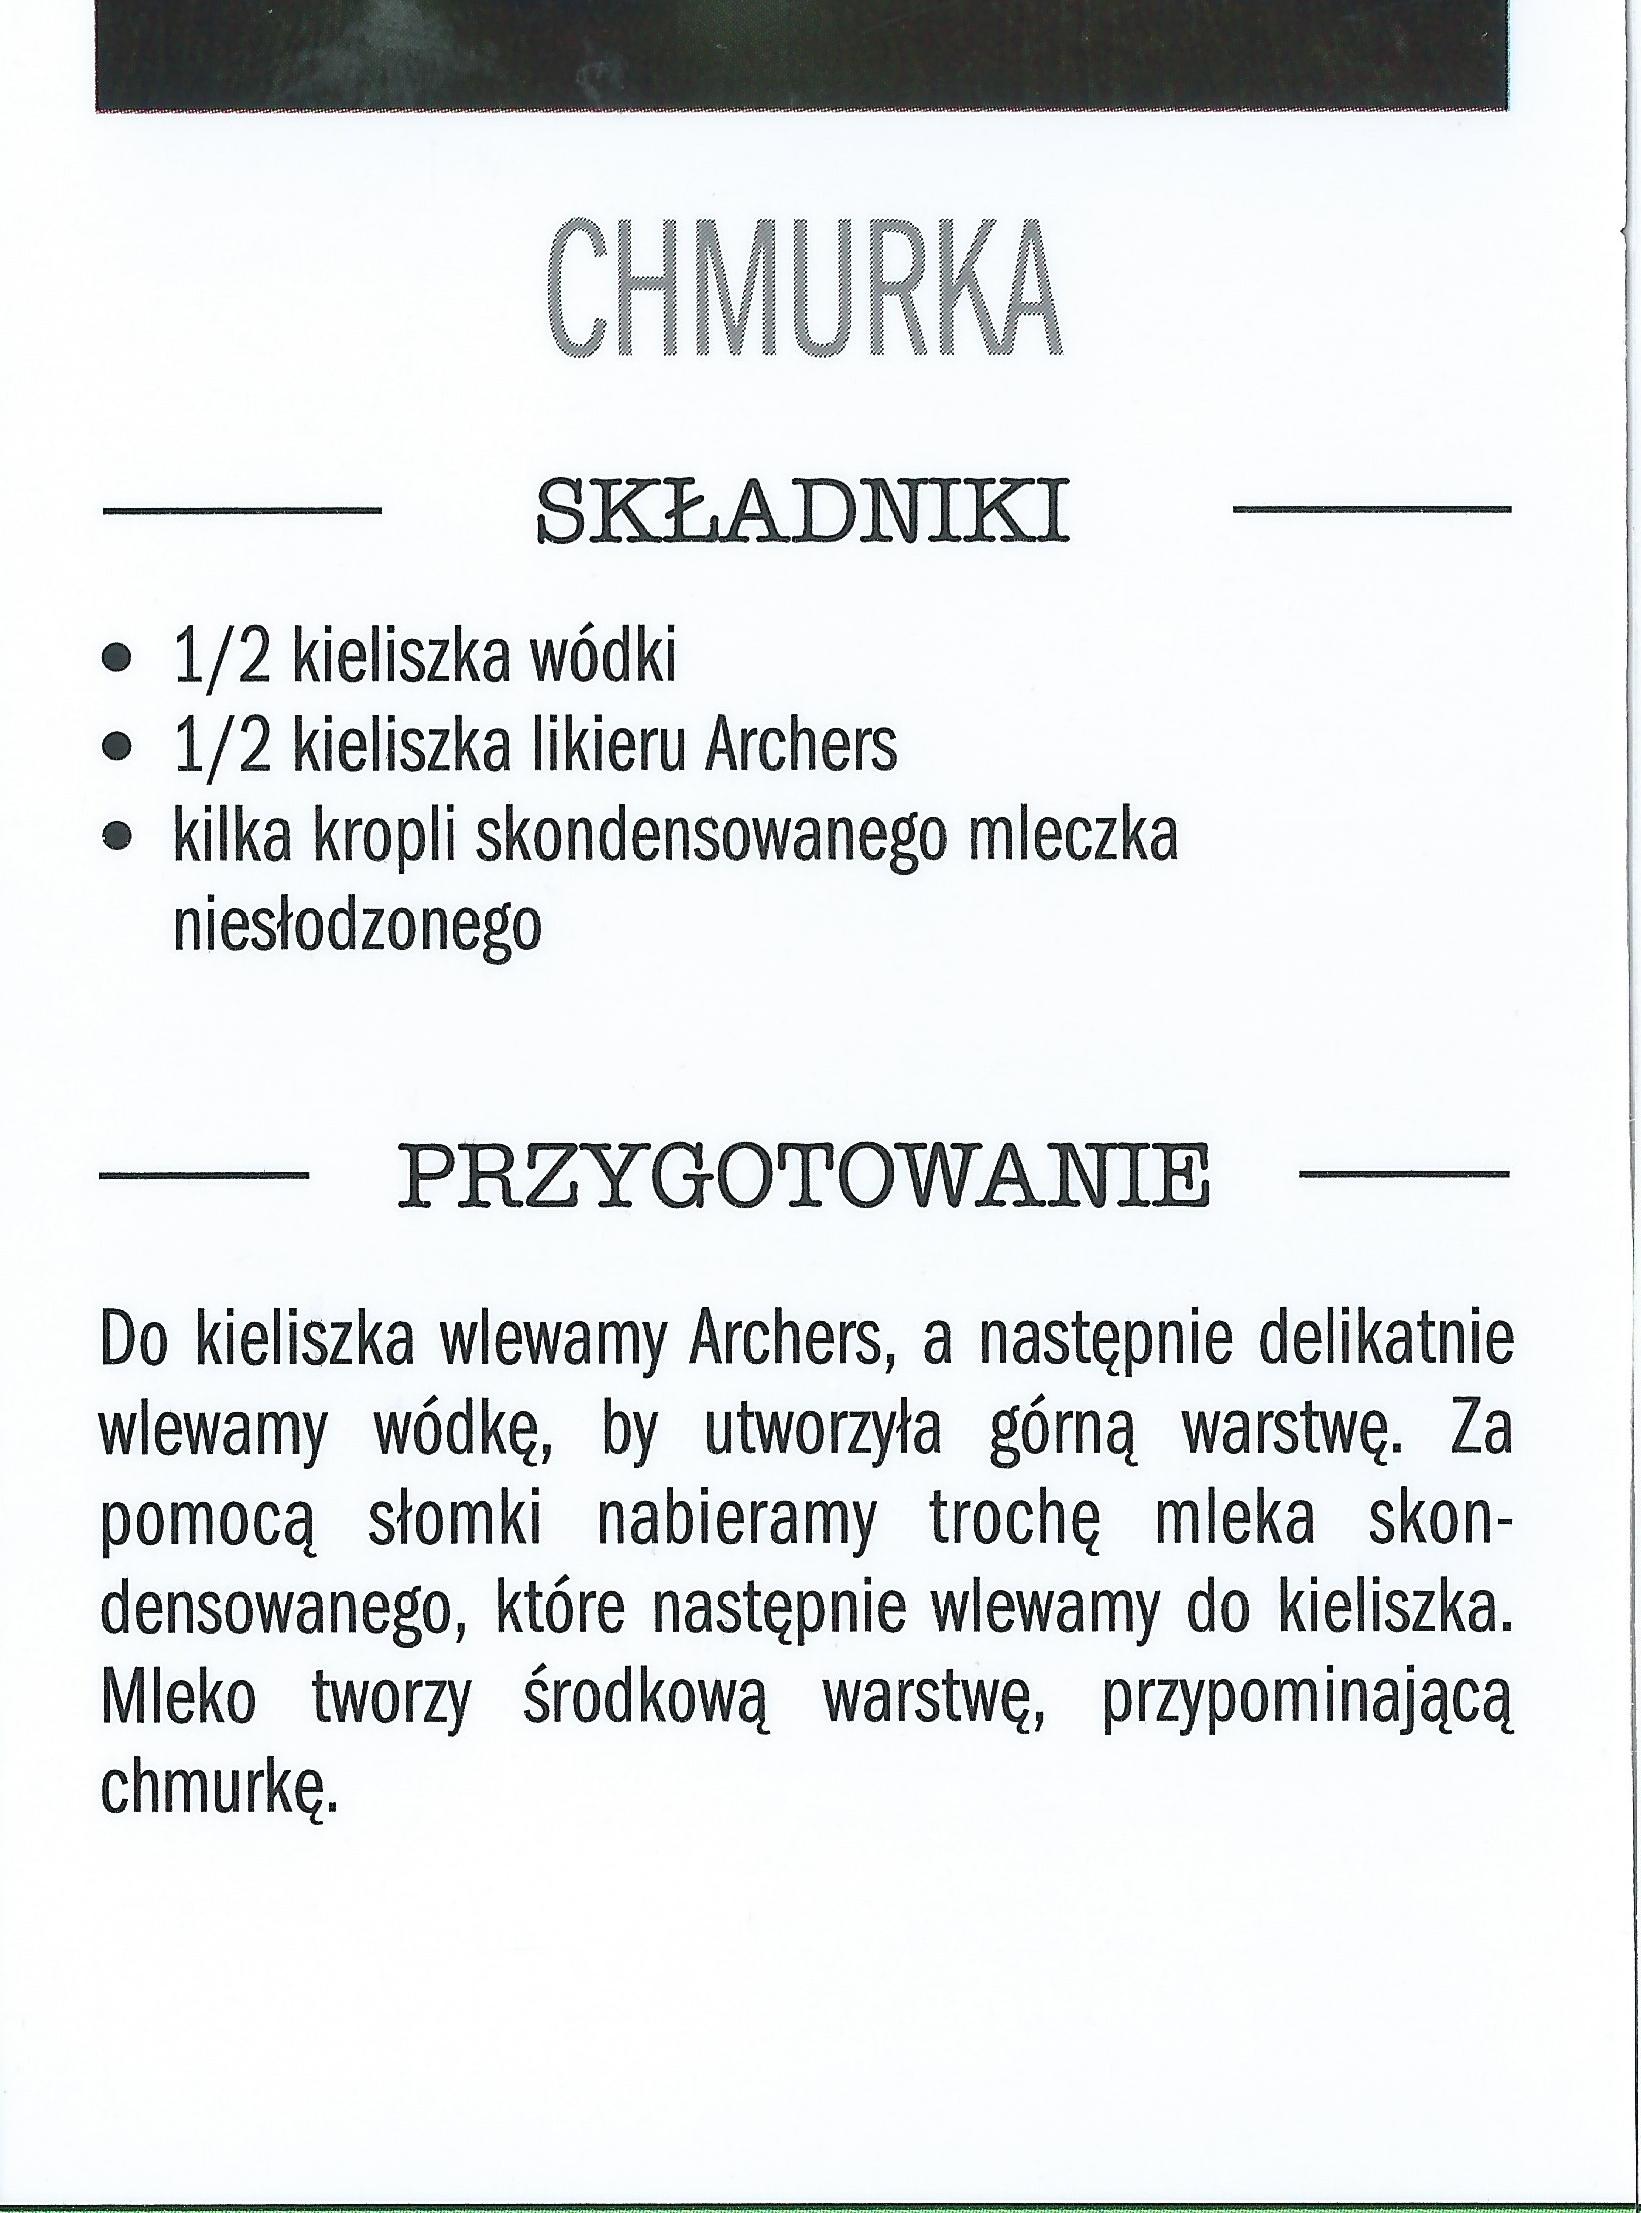 CHMURKA
SKŁADNIKI
• 1/2 kieliszka wódki
• 1/2 kieliszka likieru Archers
• kilka kropli skondensowanego mleczka
niesłodzonego
PRZYGOTOWANIE
Do kieliszka wlewamy Archers, a następnie delikatnie
wlewamy wódkę, by utworzyła górną warstwę. Za
pomocą słomki nabieramy trochę mleka skon-
densowanego, które następnie wlewamy do kieliszka.
Mleko tworzy środkową warstwę, przypominającą
chmurkę.